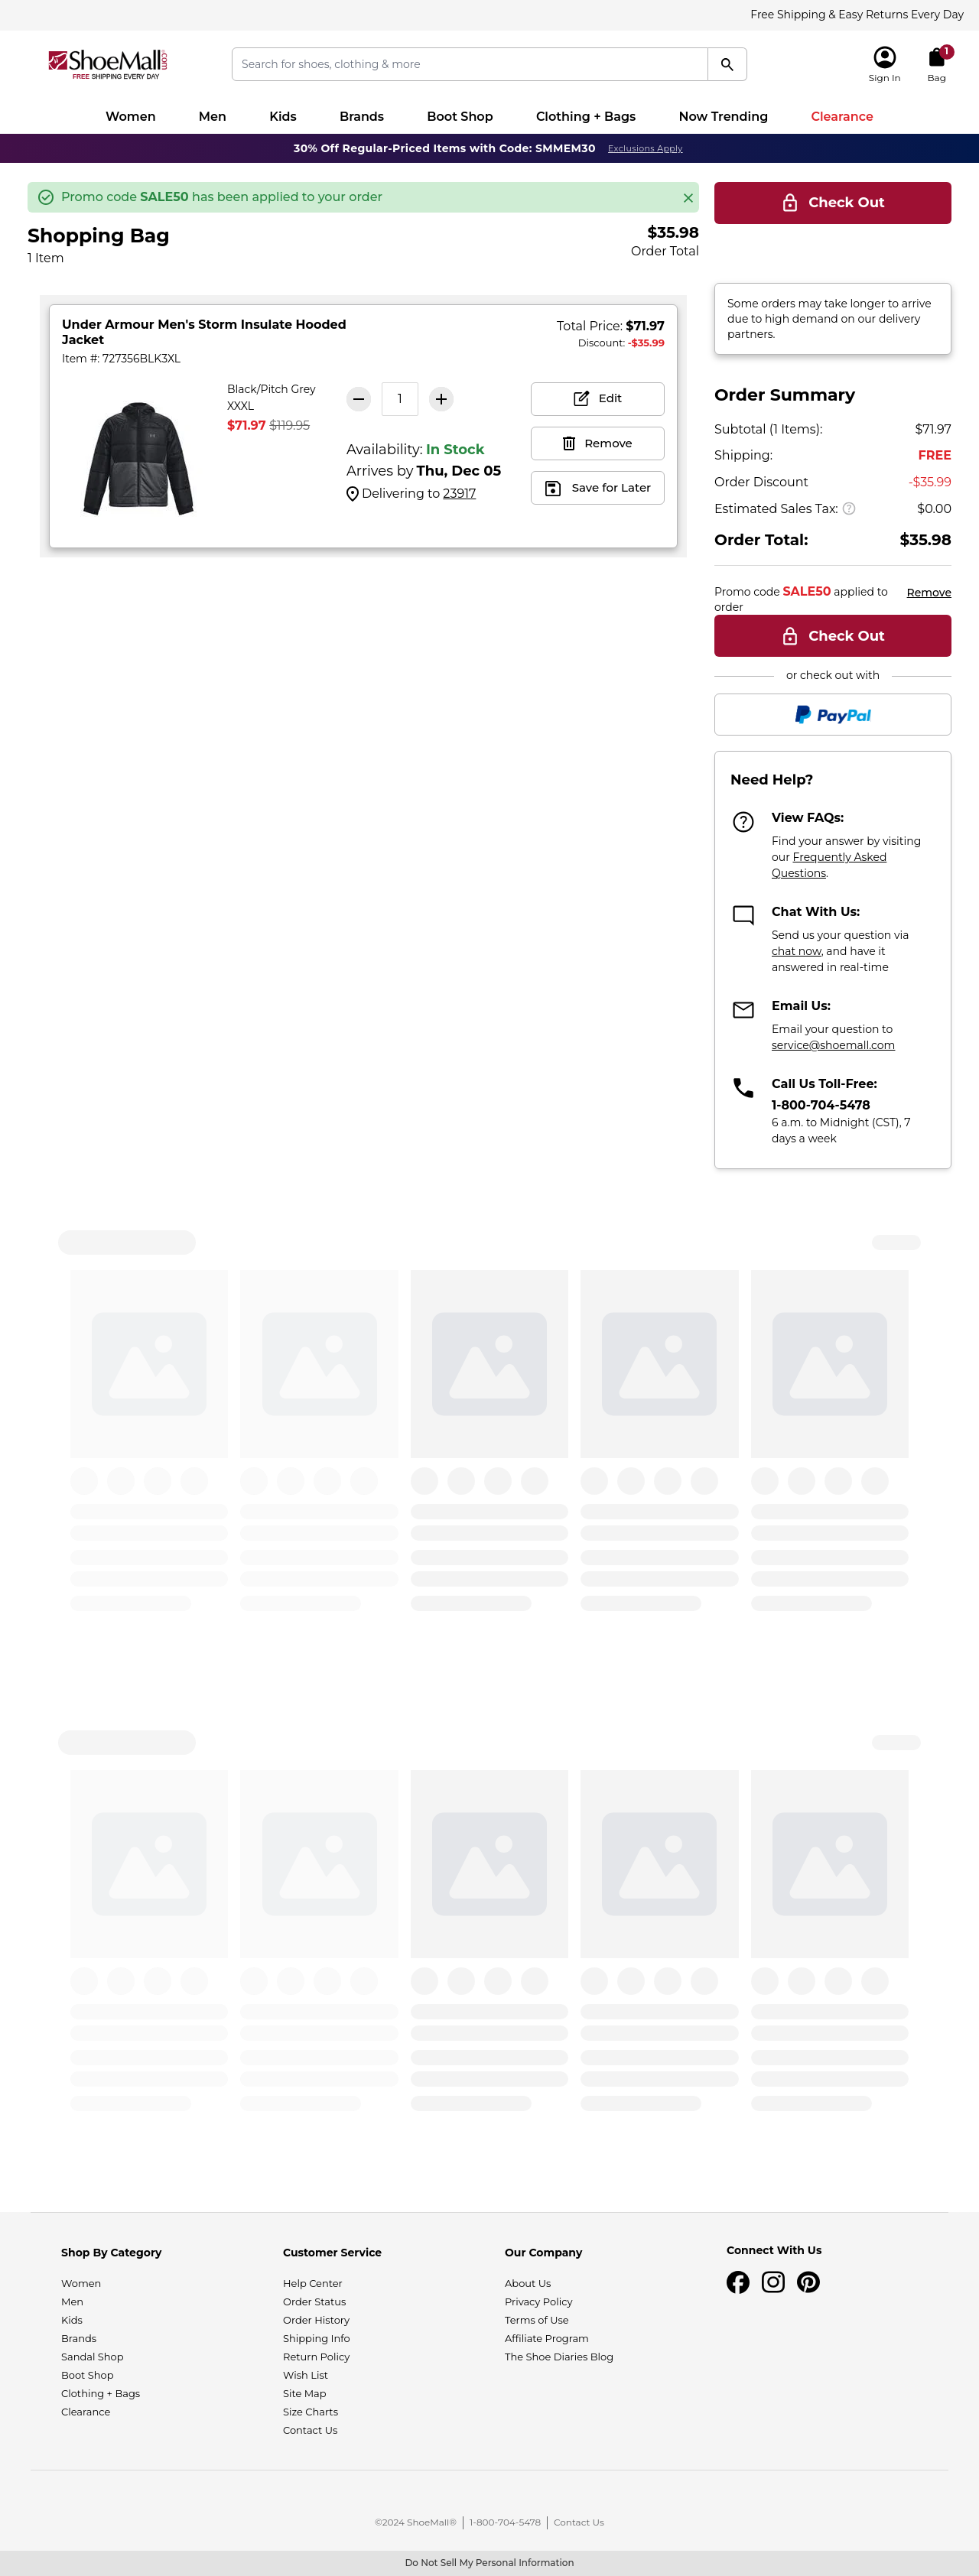 Free Shipping & Easy Returns Every Day
ShoeMall.com
FREE SHIPPING EVERY DAY
Search for shoes, clothing & more
Sign In
1
Bag
Women
Men
Kids
Brands
Boot Shop
Clothing + Bags
Now Trending
Clearance
30% Off Regular-Priced Items with Code: SMMEM30 Exclusions Apply
Promo code SALE50 has been applied to your order
Shopping Bag
1 Item
$35.98
Order Total
Under Armour Men's Storm Insulate Hooded
Jacket
Item #: 727356BLK3XL
Total Price: $71.97
Discount: -$35.99
Black/Pitch Grey
XXXL
$71.97 $119.95
1
Availability: In Stock
Arrives by Thu, Dec 05
Delivering to 23917
Edit
Remove
Save for Later
Check Out
Some orders may take longer to arrive
due to high demand on our delivery
partners.
Order Summary
Subtotal (1 Items): $71.97
Shipping: FREE
Order Discount -$35.99
Estimated Sales Tax: $0.00
Order Total: $35.98
Promo code SALE50 applied to
order
Remove
Check Out
or check out with
PayPal
Need Help?
View FAQs:
Find your answer by visiting
our Frequently Asked
Questions.
Chat With Us:
Send us your question via
chat now, and have it
answered in real-time
Email Us:
Email your question to
service@shoemall.com
Call Us Toll-Free:
1-800-704-5478
6 a.m. to Midnight (CST), 7
days a week
Shop By Category
Women
Men
Kids
Brands
Sandal Shop
Boot Shop
Clothing + Bags
Clearance
Customer Service
Help Center
Order Status
Order History
Shipping Info
Return Policy
Wish List
Site Map
Size Charts
Contact Us
Our Company
About Us
Privacy Policy
Terms of Use
Affiliate Program
The Shoe Diaries Blog
Connect With Us
©2024 ShoeMall®
1-800-704-5478
Contact Us
Do Not Sell My Personal Information